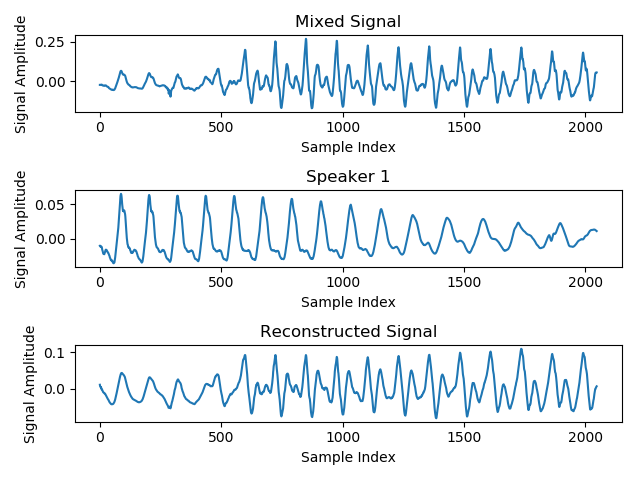 Mixed Signal
Signal Amplitude
0.25
0.00
0 500 1000 1500 2000
Sample Index
Speaker 1
Signal Amplitude
0.05
0.00
0 500 1000 1500 2000
Sample Index
Reconstructed Signal
Signal Amplitude
0.1
0.0
0 500 1000 1500 2000
Sample Index